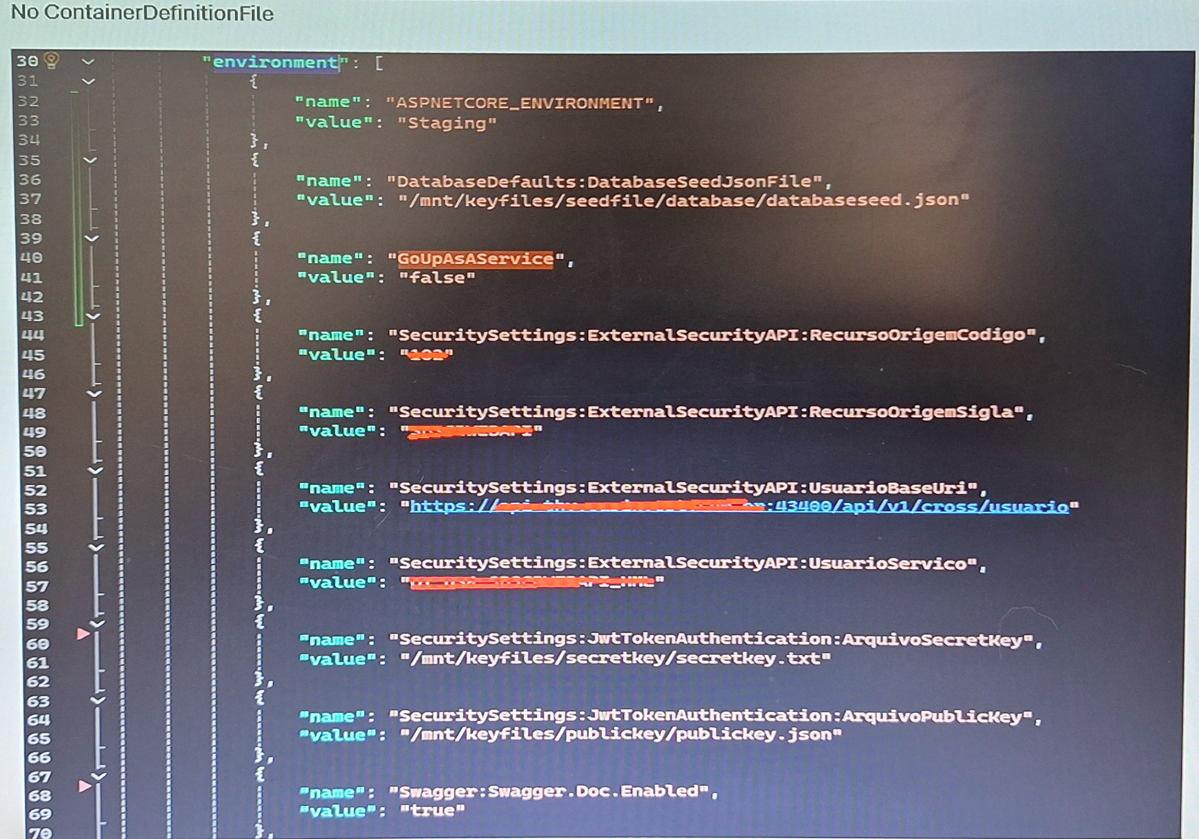 No ContainerDefinitionFile
30 "environment": [
31 {
32 "name": "ASPNETCORE_ENVIRONMENT",
33 "value": "Staging"
34 },
35 {
36 "name": "DatabaseDefaults:DatabaseSeedJsonFile",
37 "value": "/mnt/keyfiles/seedfile/database/databaseseed.json"
38 },
39 {
40 "name": "GoUpAsAService",
41 "value": "false"
42 },
43 {
44 "name": "SecuritySettings:ExternalSecurityAPI:RecursoOrigemCodigo",
45 "value": ""
46 },
47 {
48 "name": "SecuritySettings:ExternalSecurityAPI:RecursoOrigemSigla",
49 "value": ""
50 },
51 {
52 "name": "SecuritySettings:ExternalSecurityAPI:UsuarioBaseUri",
53 "value": "https://:43400/api/v1/cross/usuario"
54 },
55 {
56 "name": "SecuritySettings:ExternalSecurityAPI:UsuarioServico",
57 "value": ""
58 },
59 {
60 "name": "SecuritySettings:JwtTokenAuthentication:ArquivoSecretKey",
61 "value": "/mnt/keyfiles/secretkey/secretkey.txt"
62 },
63 {
64 "name": "SecuritySettings:JwtTokenAuthentication:ArquivoPublicKey",
65 "value": "/mnt/keyfiles/publickey/publickey.json"
66 },
67 {
68 "name": "Swagger:Swagger.Doc.Enabled",
69 "value": "true"
70 },